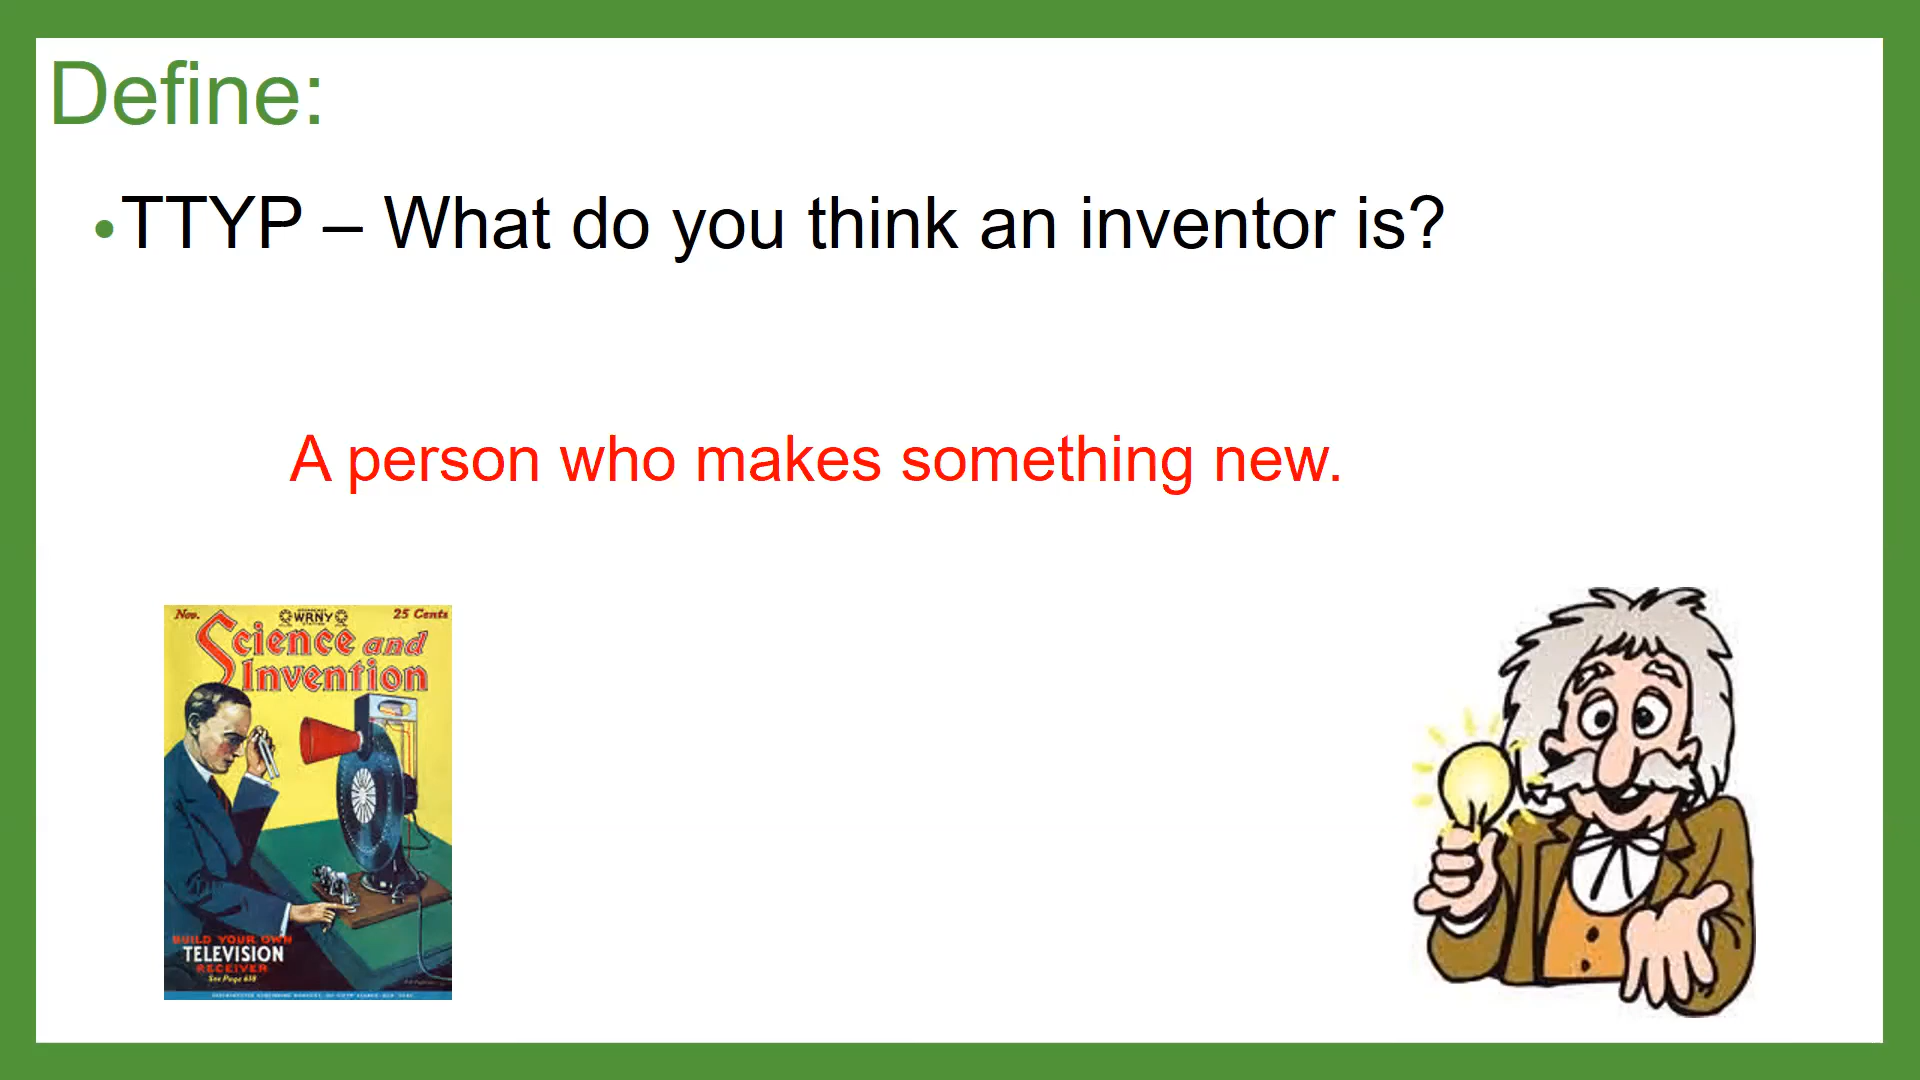 Define:
•TTYP – What do you think an inventor is?
A person who makes something new.
Nov.
WRNY
25 Cents
Science and
Invention
BUILD YOUR OWN
TELEVISION
RECEIVER
See Page 618